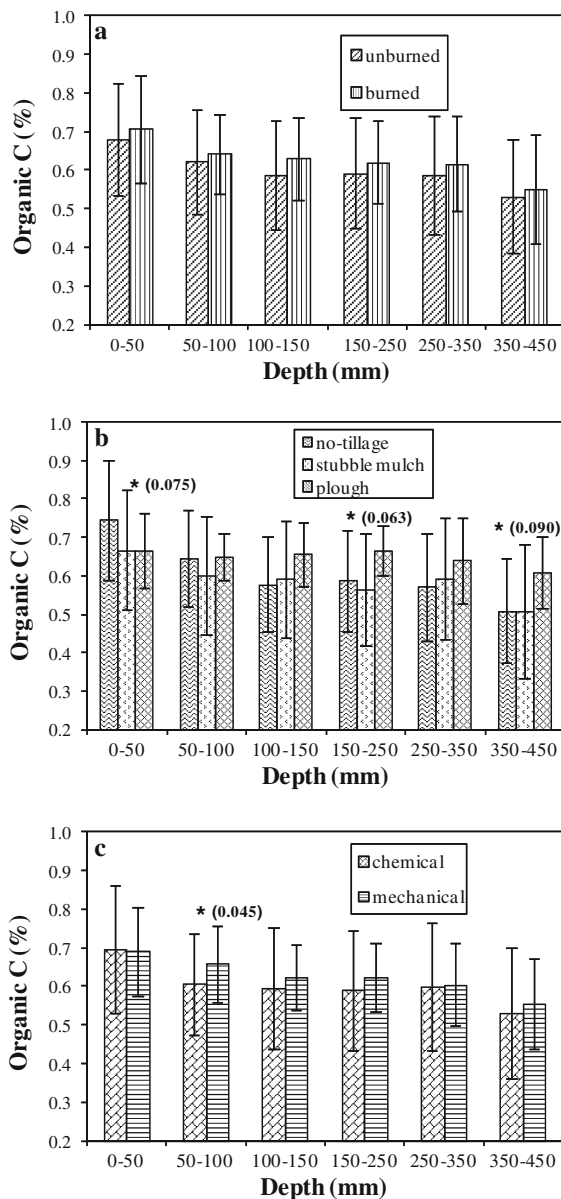 a
unburned
burned
Organic C (%)
1.0
0.9
0.8
0.7
0.6
0.5
0.4
0.3
0.2
0-50 50-100 100-150 150-250 250-350 350-450
Depth (mm)
b
no-tillage
stubble mulch
plough
* (0.075)
* (0.063)
* (0.090)
Organic C (%)
1.0
0.9
0.8
0.7
0.6
0.5
0.4
0.3
0.2
0-50 50-100 100-150 150-250 250-350 350-450
Depth (mm)
c
chemical
mechanical
* (0.045)
Organic C (%)
1.0
0.9
0.8
0.7
0.6
0.5
0.4
0.3
0.2
0-50 50-100 100-150 150-250 250-350 350-450
Depth (mm)